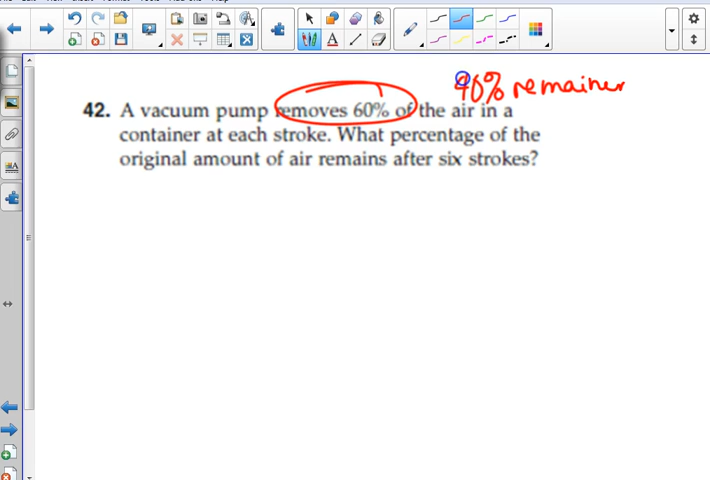 40% remainer
42. A vacuum pump removes 60% of the air in a
container at each stroke. What percentage of the
original amount of air remains after six strokes?